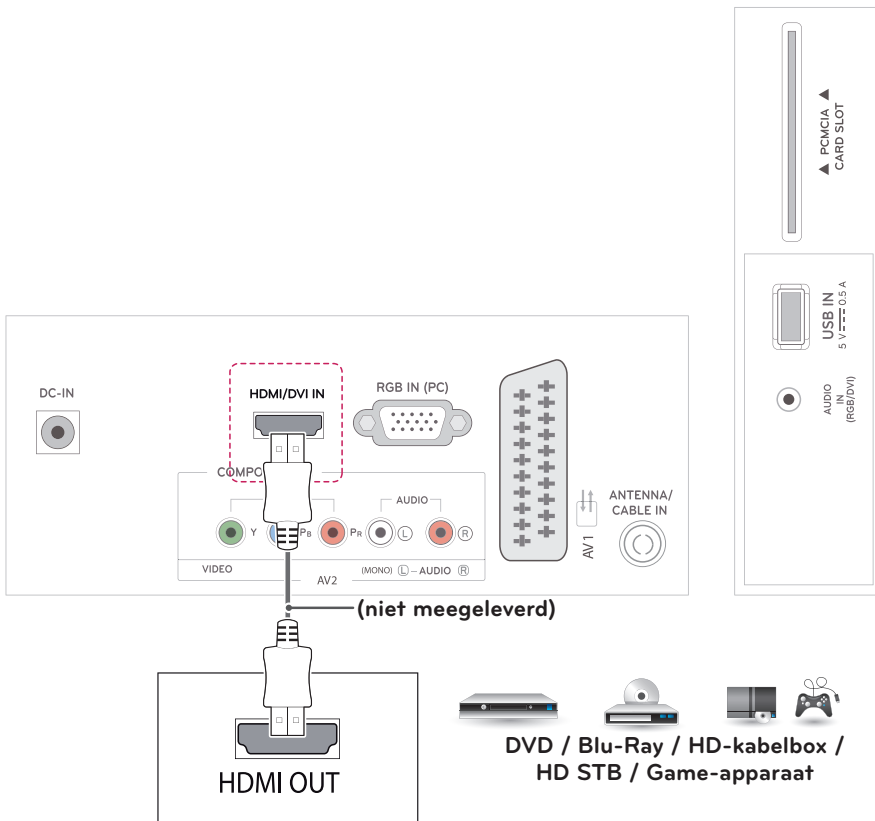 PCMCIA
CARD SLOT
USB IN
5 V 0.5 A
AUDIO
IN
(RGB/DVI)
DC-IN
HDMI/DVI IN
RGB IN (PC)
COMPO
AUDIO
Y
PB
PR
L
R
VIDEO
(MONO) L – AUDIO R
AV2
AV1
ANTENNA/
CABLE IN
(niet meegeleverd)
HDMI OUT
DVD / Blu-Ray / HD-kabelbox /
HD STB / Game-apparaat